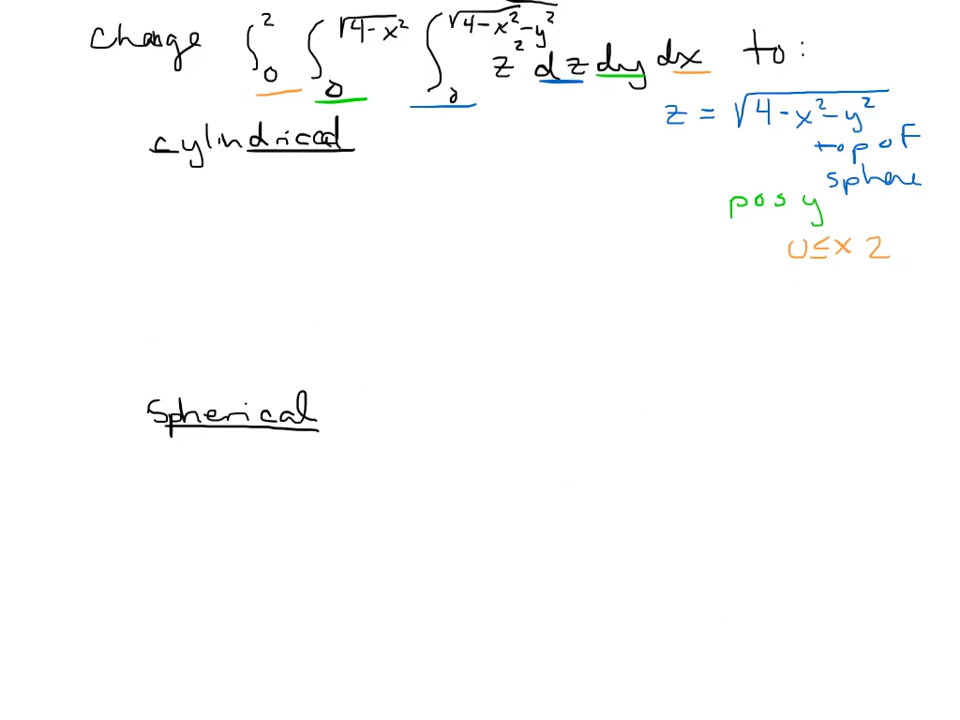 Change ∫₀² ∫₀^√(4-x²) ∫₀^√(4-x²-y²) z² dz dy dx to:
z = √(4-x²-y²)
top of
sphere
cylindrical
pos y
0≤x 2
Spherical